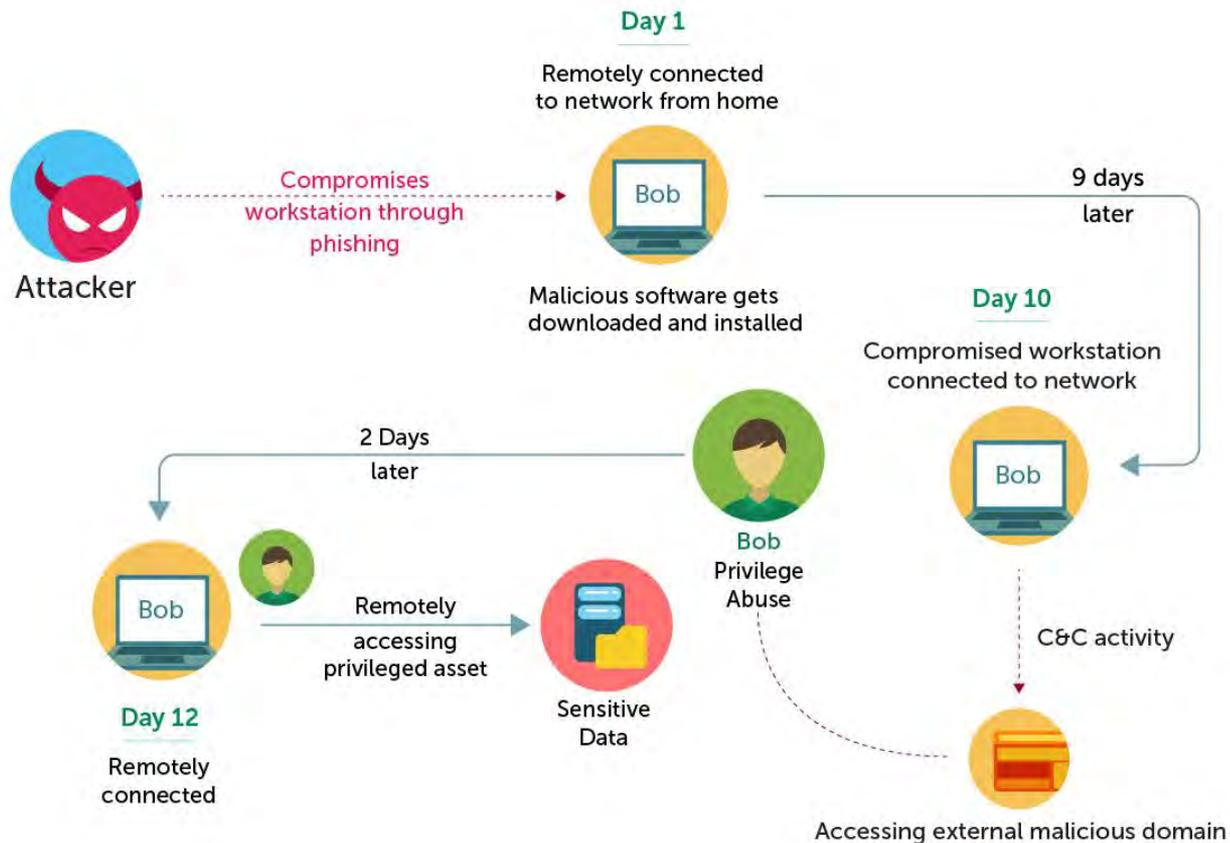 Day 1
Remotely connected
to network from home
Bob
Compromises
workstation through
phishing
Attacker
Malicious software gets
downloaded and installed
9 days
later
Day 10
Compromised workstation
connected to network
Bob
C&C activity
Accessing external malicious domain
Bob
Privilege
Abuse
2 Days
later
Bob
Day 12
Remotely
connected
Remotely
accessing
privileged asset
Sensitive
Data